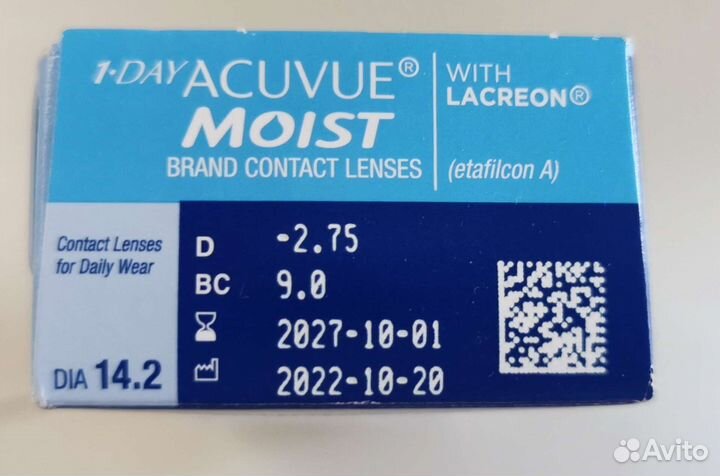 1·DAY ACUVUE® WITH
MOIST LACREON®
BRAND CONTACT LENSES (etafilcon A)
Contact Lenses
for Daily Wear
DIA 14.2
D -2.75
BC 9.0
2027-10-01
2022-10-20
Avito